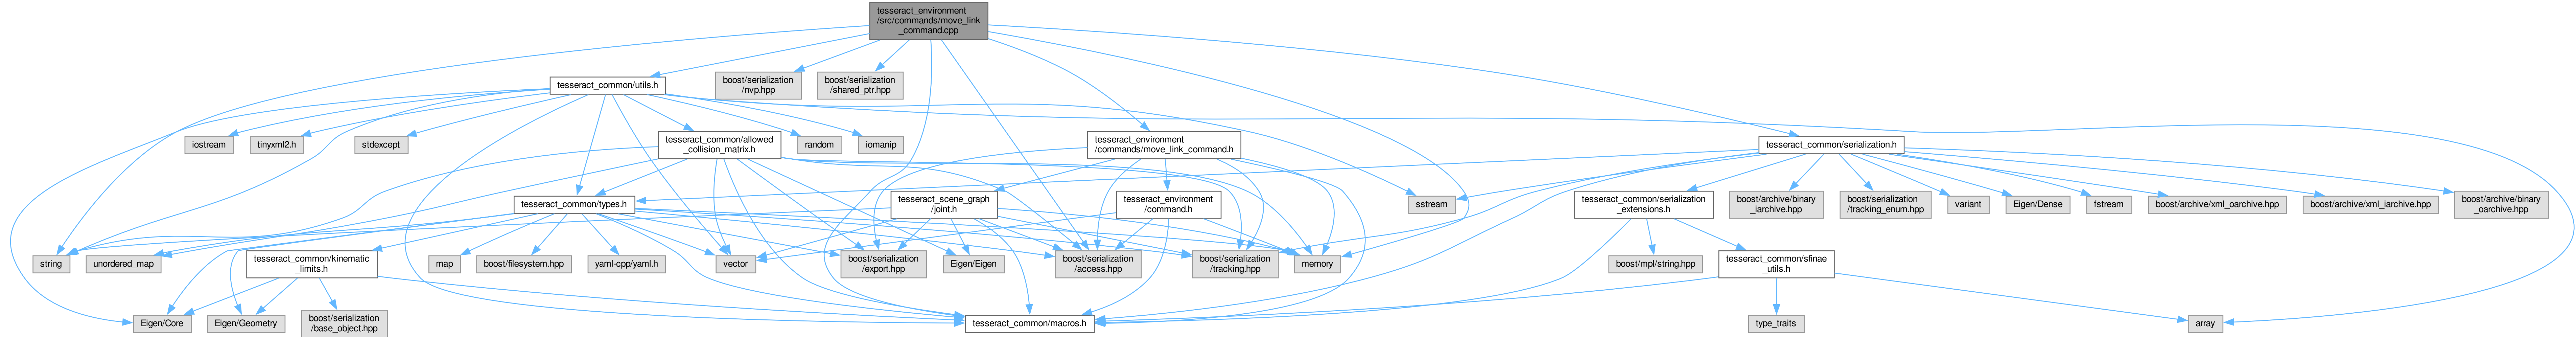 tesseract_environment
/src/commands/move_link
_command.cpp
tesseract_common/utils.h
boost/serialization
/nvp.hpp
boost/serialization
/shared_ptr.hpp
iostream
tinyxml2.h
stdexcept
tesseract_common/allowed
_collision_matrix.h
random
iomanip
tesseract_environment
/commands/move_link_command.h
tesseract_common/serialization.h
tesseract_common/types.h
tesseract_scene_graph
/joint.h
tesseract_environment
/command.h
sstream
tesseract_common/serialization
_extensions.h
boost/archive/binary
_iarchive.hpp
boost/serialization
/tracking_enum.hpp
variant
Eigen/Dense
fstream
boost/archive/xml_oarchive.hpp
boost/archive/xml_iarchive.hpp
boost/archive/binary
_oarchive.hpp
string
unordered_map
tesseract_common/kinematic
_limits.h
map
boost/filesystem.hpp
yaml-cpp/yaml.h
vector
boost/serialization
/export.hpp
Eigen/Eigen
boost/serialization
/access.hpp
boost/serialization
/tracking.hpp
memory
boost/mpl/string.hpp
tesseract_common/sfinae
_utils.h
Eigen/Core
Eigen/Geometry
boost/serialization
/base_object.hpp
tesseract_common/macros.h
type_traits
array